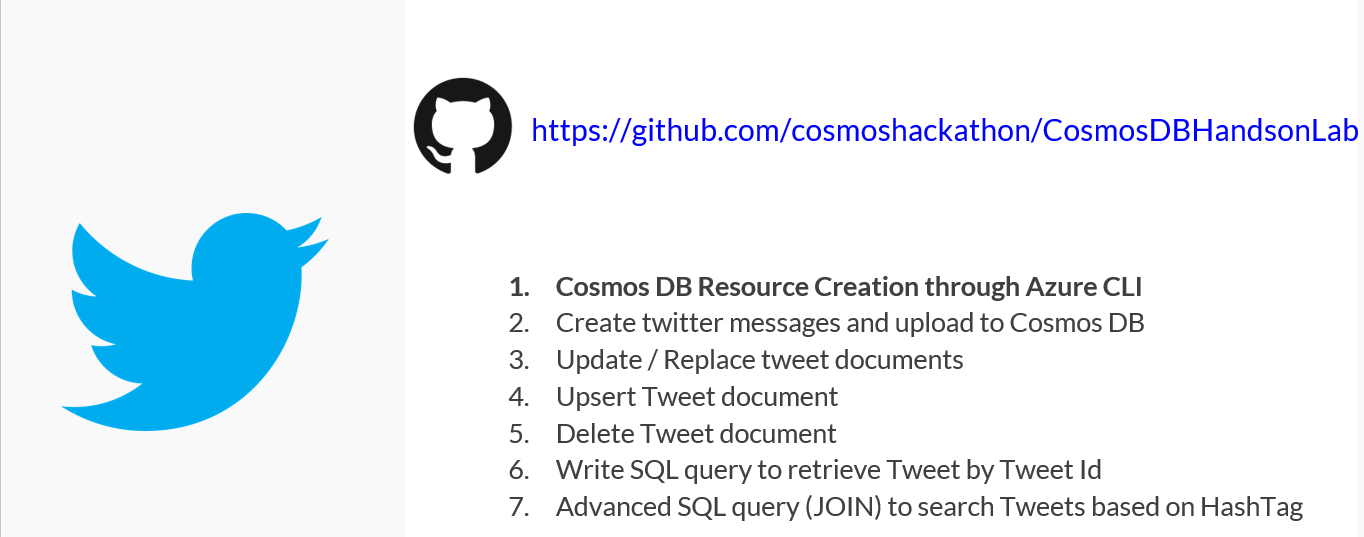 https://github.com/cosmoshackathon/CosmosDBHandsonLab
1. Cosmos DB Resource Creation through Azure CLI
2. Create twitter messages and upload to Cosmos DB
3. Update / Replace tweet documents
4. Upsert Tweet document
5. Delete Tweet document
6. Write SQL query to retrieve Tweet by Tweet Id
7. Advanced SQL query (JOIN) to search Tweets based on HashTag